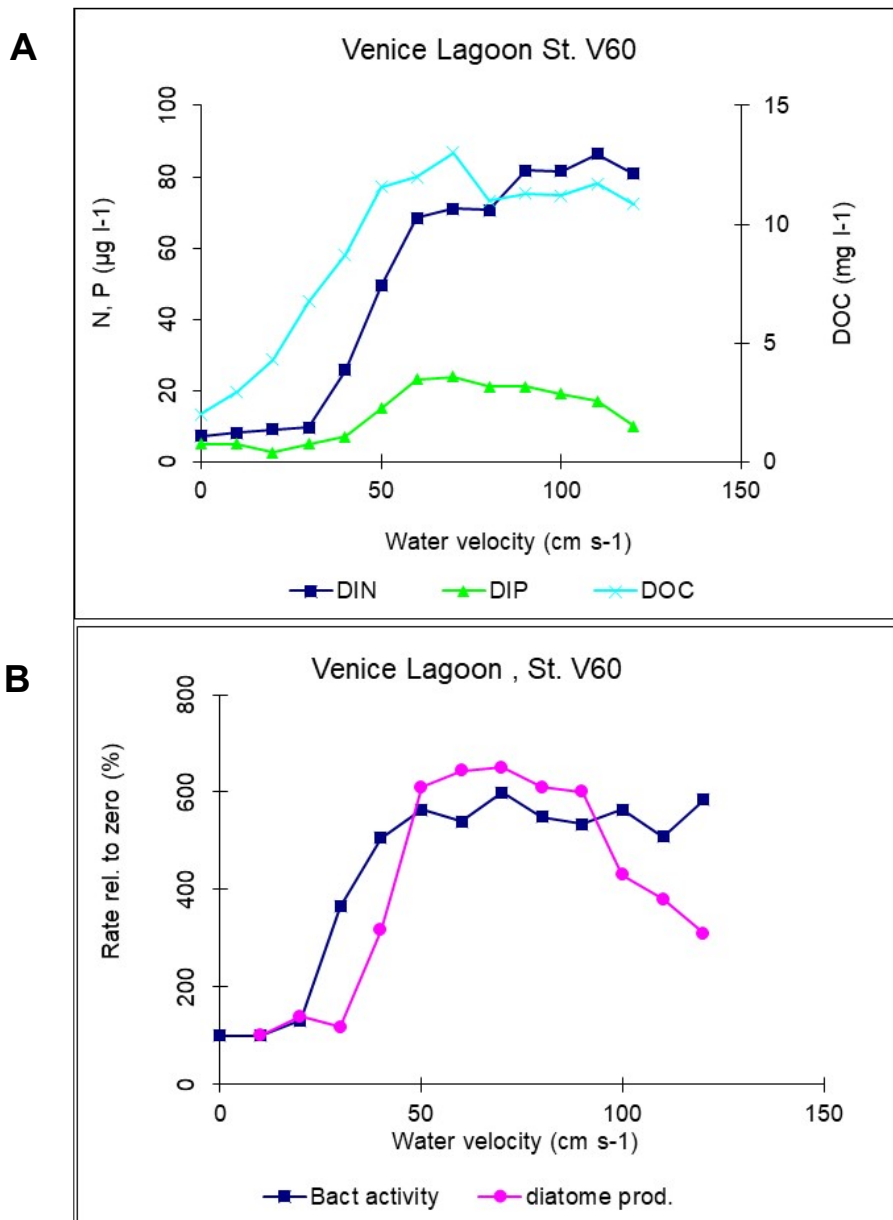 A
Venice Lagoon St. V60
100
80
60
40
20
0
N, P (µg l-1)
15
10
5
0
DOC (mg l-1)
0 50 100 150
Water velocity (cm s-1)
DIN DIP DOC
B
Venice Lagoon , St. V60
800
600
400
200
0
Rate rel. to zero (%)
0 50 100 150
Water velocity (cm s-1)
Bact activity diatome prod.